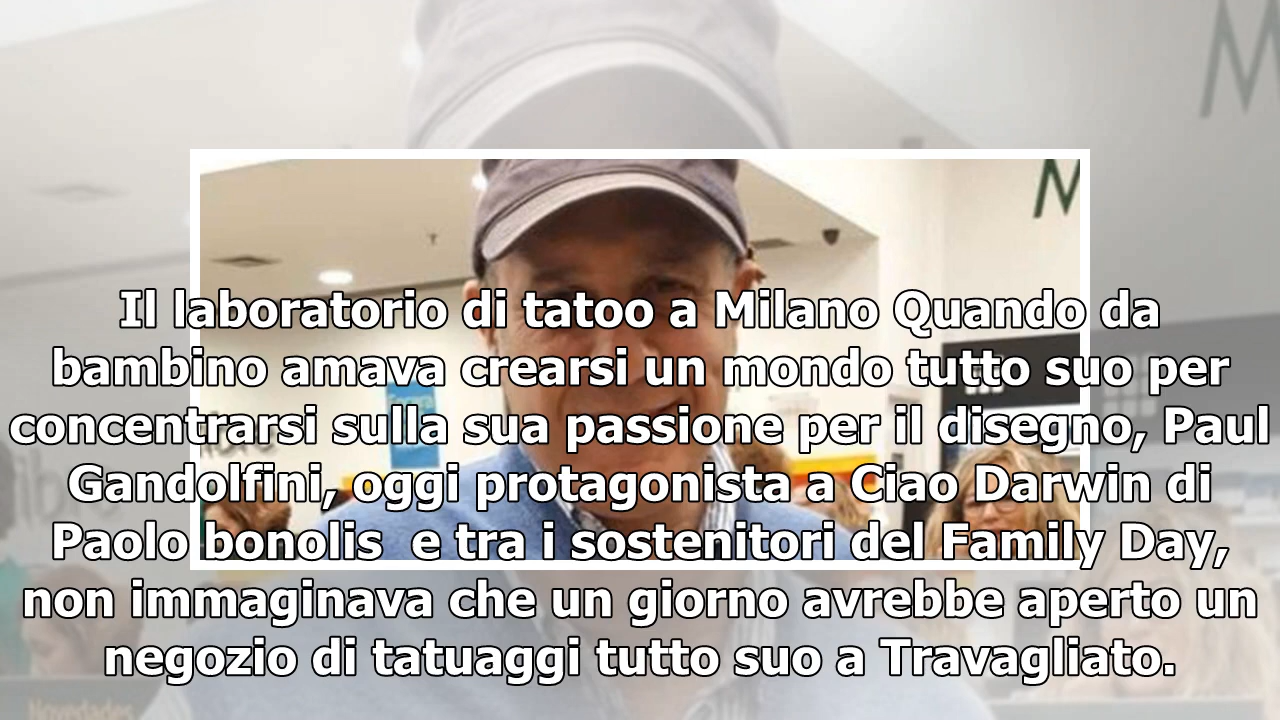 M
M
Il laboratorio di tatoo a Milano Quando da
bambino amava crearsi un mondo tutto suo per
concentrarsi sulla sua passione per il disegno, Paul
Gandolfini, oggi protagonista a Ciao Darwin di
Paolo bonolis  e tra i sostenitori del Family Day,
non immaginava che un giorno avrebbe aperto un
negozio di tatuaggi tutto suo a Travagliato.
Novedades